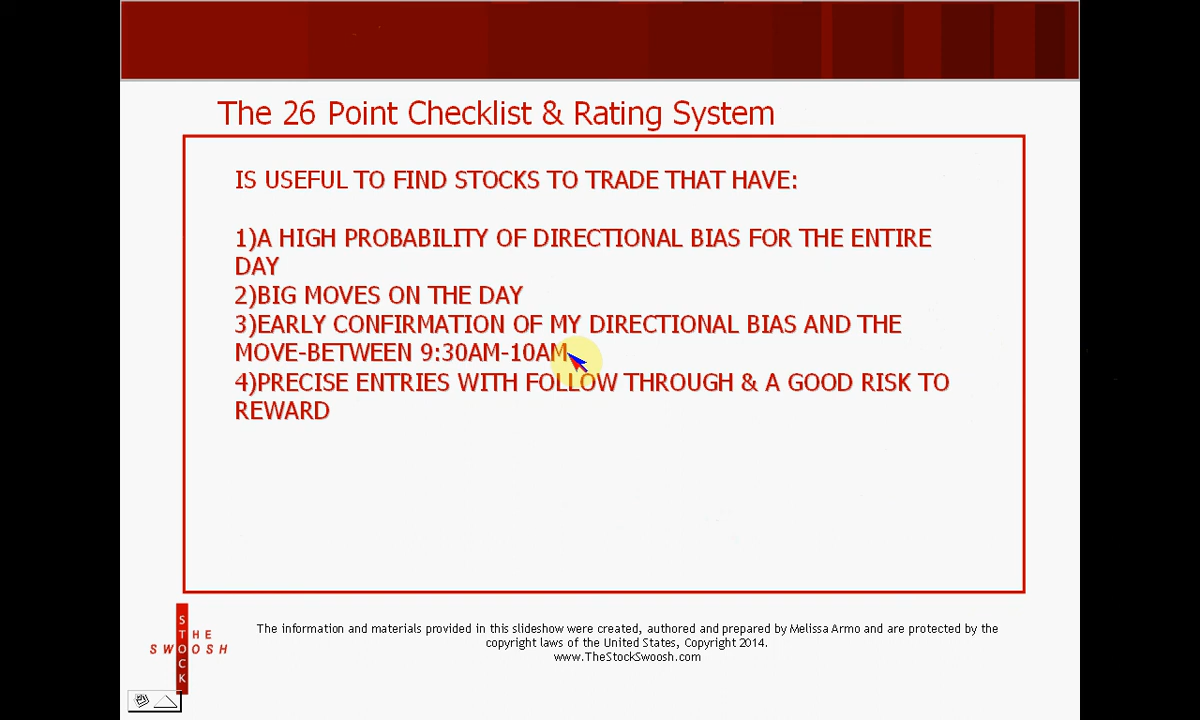 The 26 Point Checklist & Rating System
IS USEFUL TO FIND STOCKS TO TRADE THAT HAVE:
1)A HIGH PROBABILITY OF DIRECTIONAL BIAS FOR THE ENTIRE
DAY
2)BIG MOVES ON THE DAY
3)EARLY CONFIRMATION OF MY DIRECTIONAL BIAS AND THE
MOVE-BETWEEN 9:30AM-10AM
4)PRECISE ENTRIES WITH FOLLOW THROUGH & A GOOD RISK TO
REWARD
THE
STOCK
SWOOSH
The information and materials provided in this slideshow were created, authored and prepared by Melissa Armo and are protected by the
copyright laws of the United States, Copyright 2014.
www.TheStockSwoosh.com